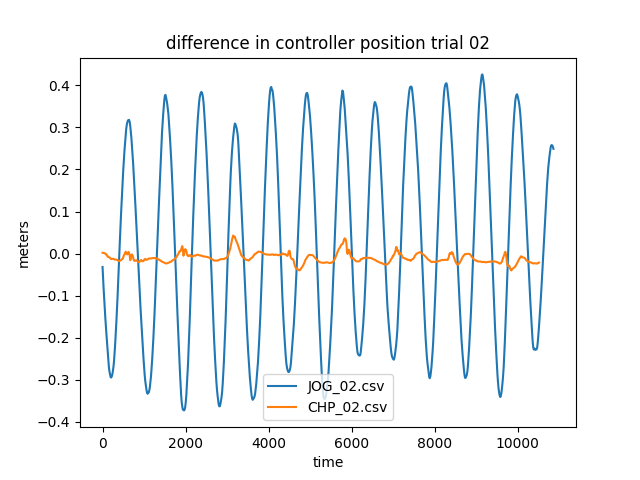 difference in controller position trial 02
meters
0.4
0.3
0.2
0.1
0.0
−0.1
−0.2
−0.3
−0.4
JOG_02.csv
CHP_02.csv
0 2000 4000 6000 8000 10000
time